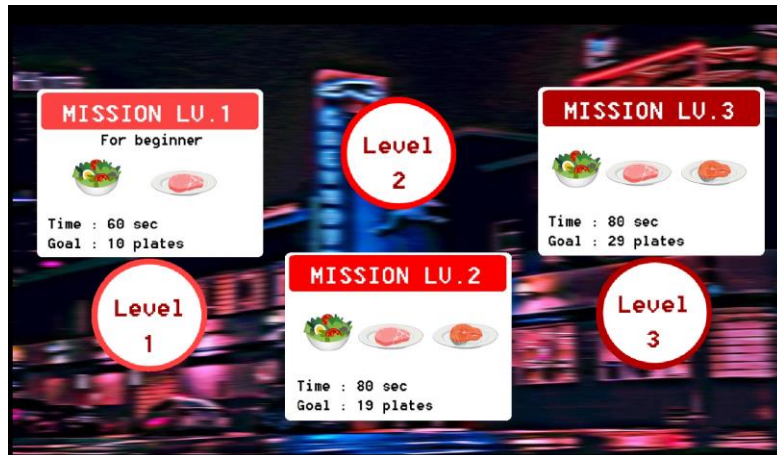 MISSION LV.1
For beginner
Time : 60 sec
Goal : 10 plates
Level
1
Level
2
MISSION LV.2
Time : 80 sec
Goal : 19 plates
MISSION LV.3
Time : 80 sec
Goal : 29 plates
Level
3